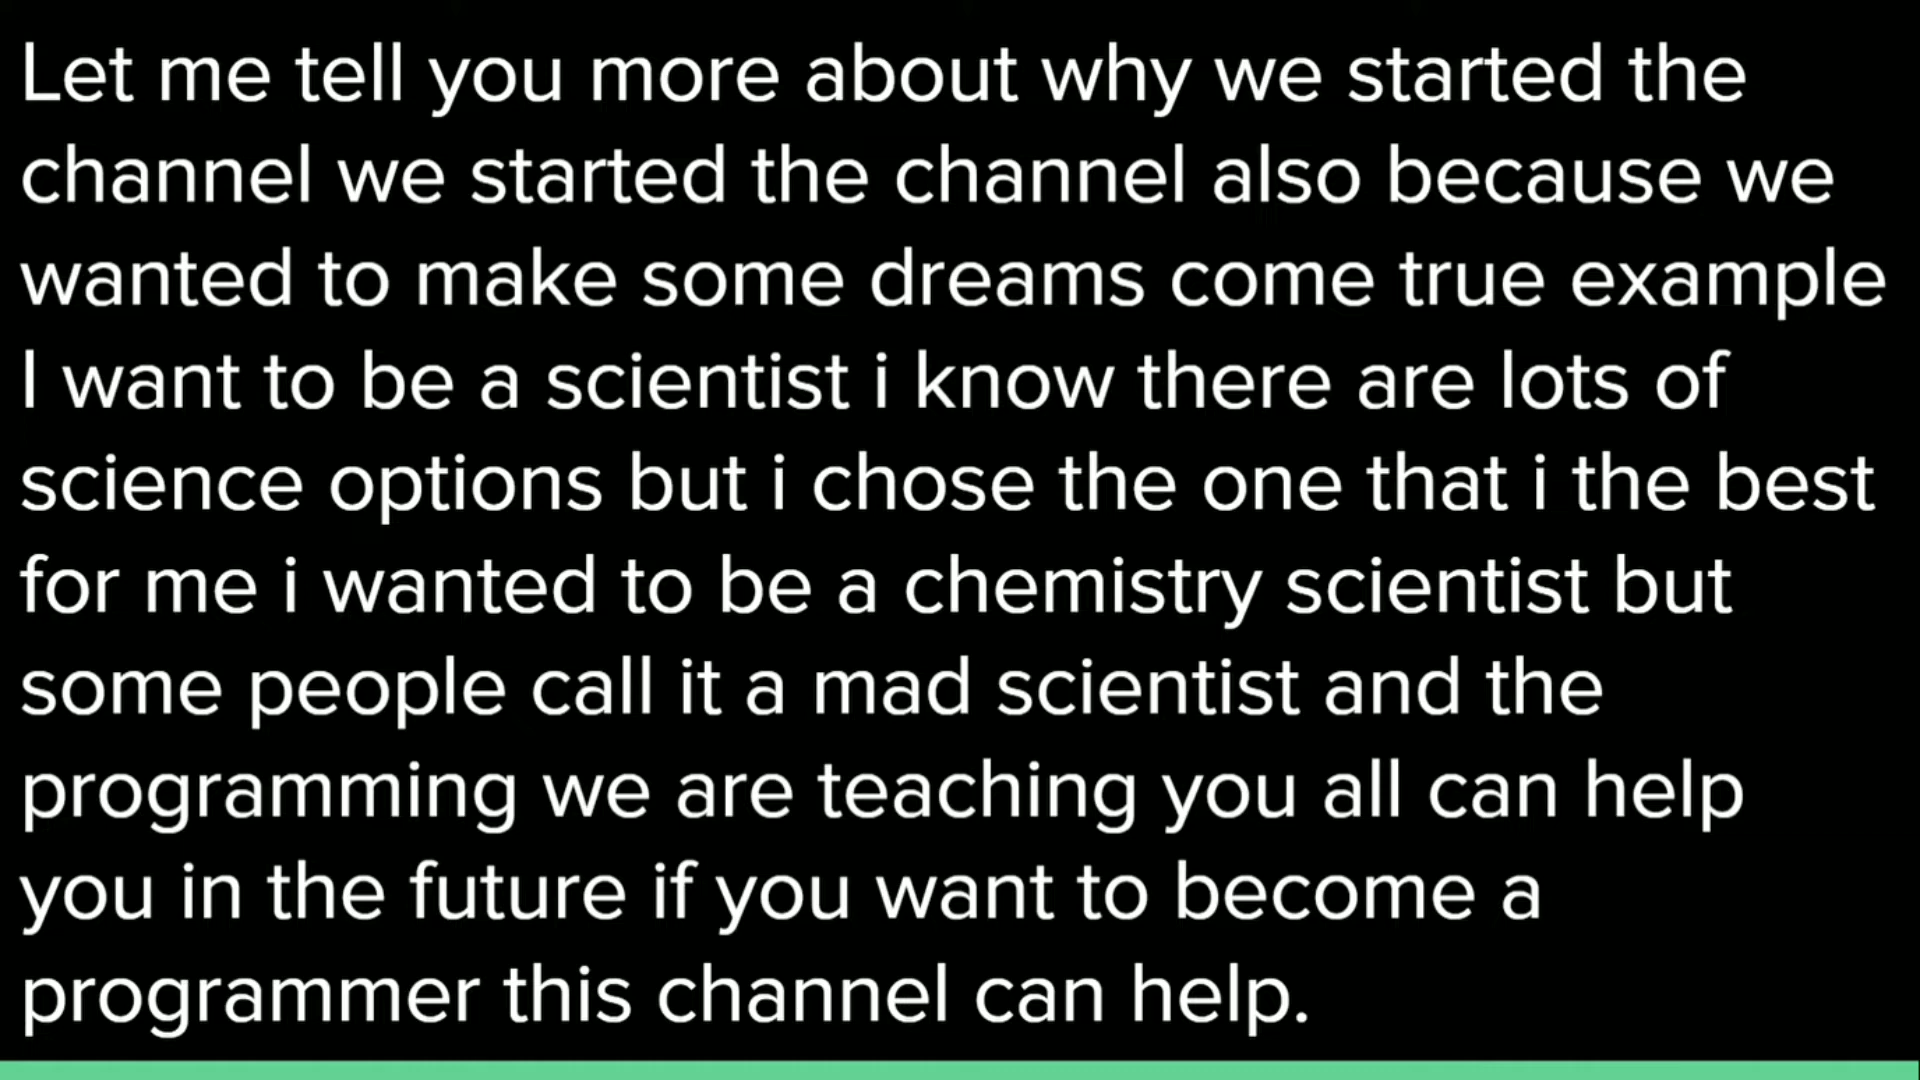 Let me tell you more about why we started the
channel we started the channel also because we
wanted to make some dreams come true example
I want to be a scientist i know there are lots of
science options but i chose the one that i the best
for me i wanted to be a chemistry scientist but
some people call it a mad scientist and the
programming we are teaching you all can help
you in the future if you want to become a
programmer this channel can help.